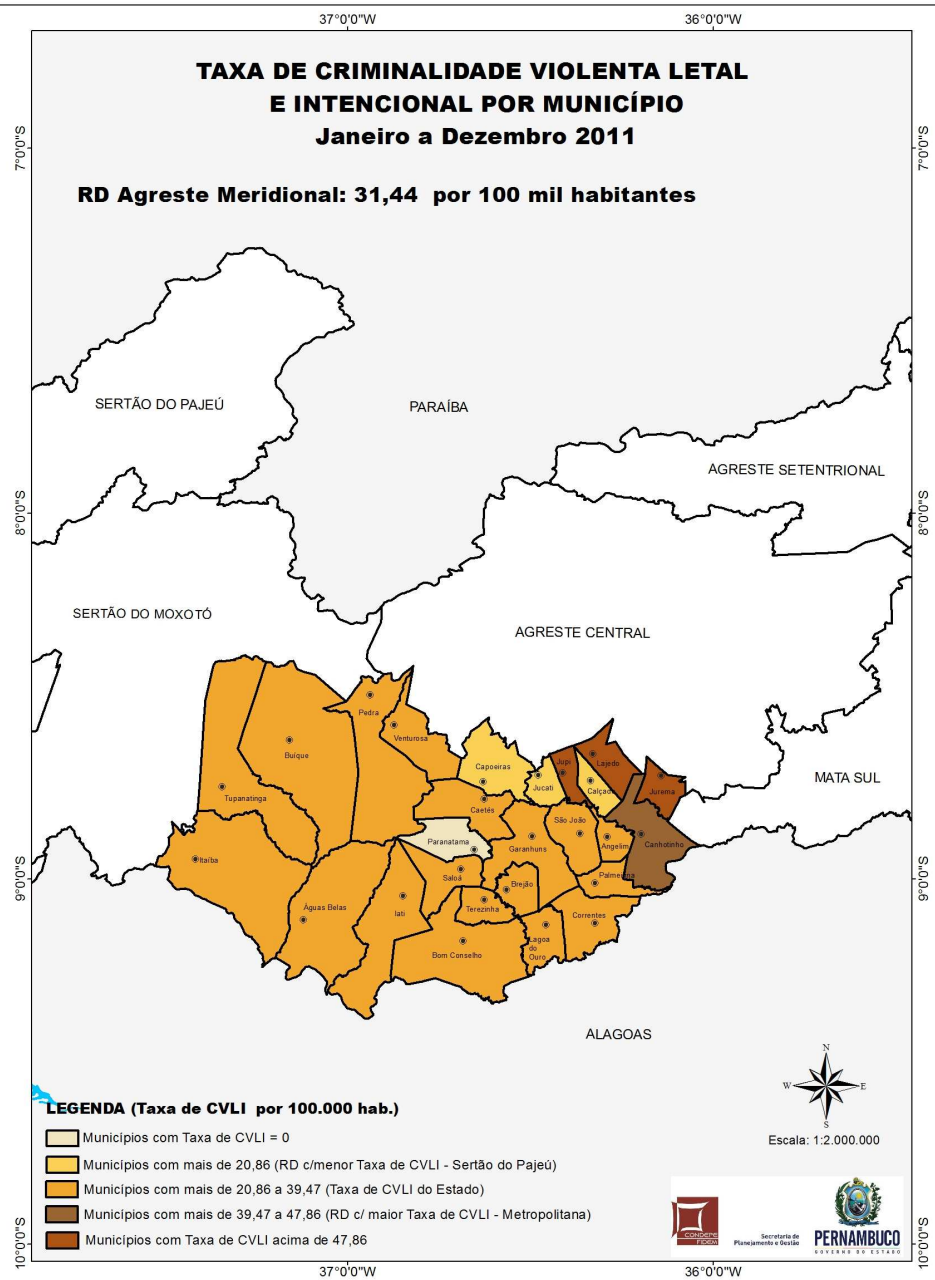 37°0'0"W
36°0'0"W
TAXA DE CRIMINALIDADE VIOLENTA LETAL
E INTENCIONAL POR MUNICÍPIO
Janeiro a Dezembro 2011
7°0'0"S
7°0'0"S
RD Agreste Meridional: 31,44 por 100 mil habitantes
SERTÃO DO PAJEÚ
PARAÍBA
AGRESTE SETENTRIONAL
8°0'0"S
8°0'0"S
SERTÃO DO MOXOTÓ
AGRESTE CENTRAL
Pedra
Venturosa
Buíque
Capoeiras
Jupi
Lajedo
MATA SUL
Jucati
Calçado
Jurema
Tupanatinga
Caetés
São João
Paranatama
Garanhuns
Angelim
Canhotinho
Itaíba
9°0'0"S
9°0'0"S
Saloá
Palmeirina
Brejão
Águas Belas
Iati
Terezinha
Correntes
Lagoa
do
Ouro
Bom Conselho
ALAGOAS
N
W
E
S
Escala: 1:2.000.000
LEGENDA (Taxa de CVLI por 100.000 hab.)
Municípios com Taxa de CVLI = 0
Municípios com mais de 20,86 (RD c/menor Taxa de CVLI - Sertão do Pajeú)
Municípios com mais de 20,86 a 39,47 (Taxa de CVLI do Estado)
Municípios com mais de 39,47 a 47,86 (RD c/ maior Taxa de CVLI - Metropolitana)
Municípios com Taxa de CVLI acima de 47,86
CONDEPE
FIDEM
Secretaria de
Planejamento e Gestão
PERNAMBUCO
GOVERNO DO ESTADO
10°0'0"S
10°0'0"S
37°0'0"W
36°0'0"W